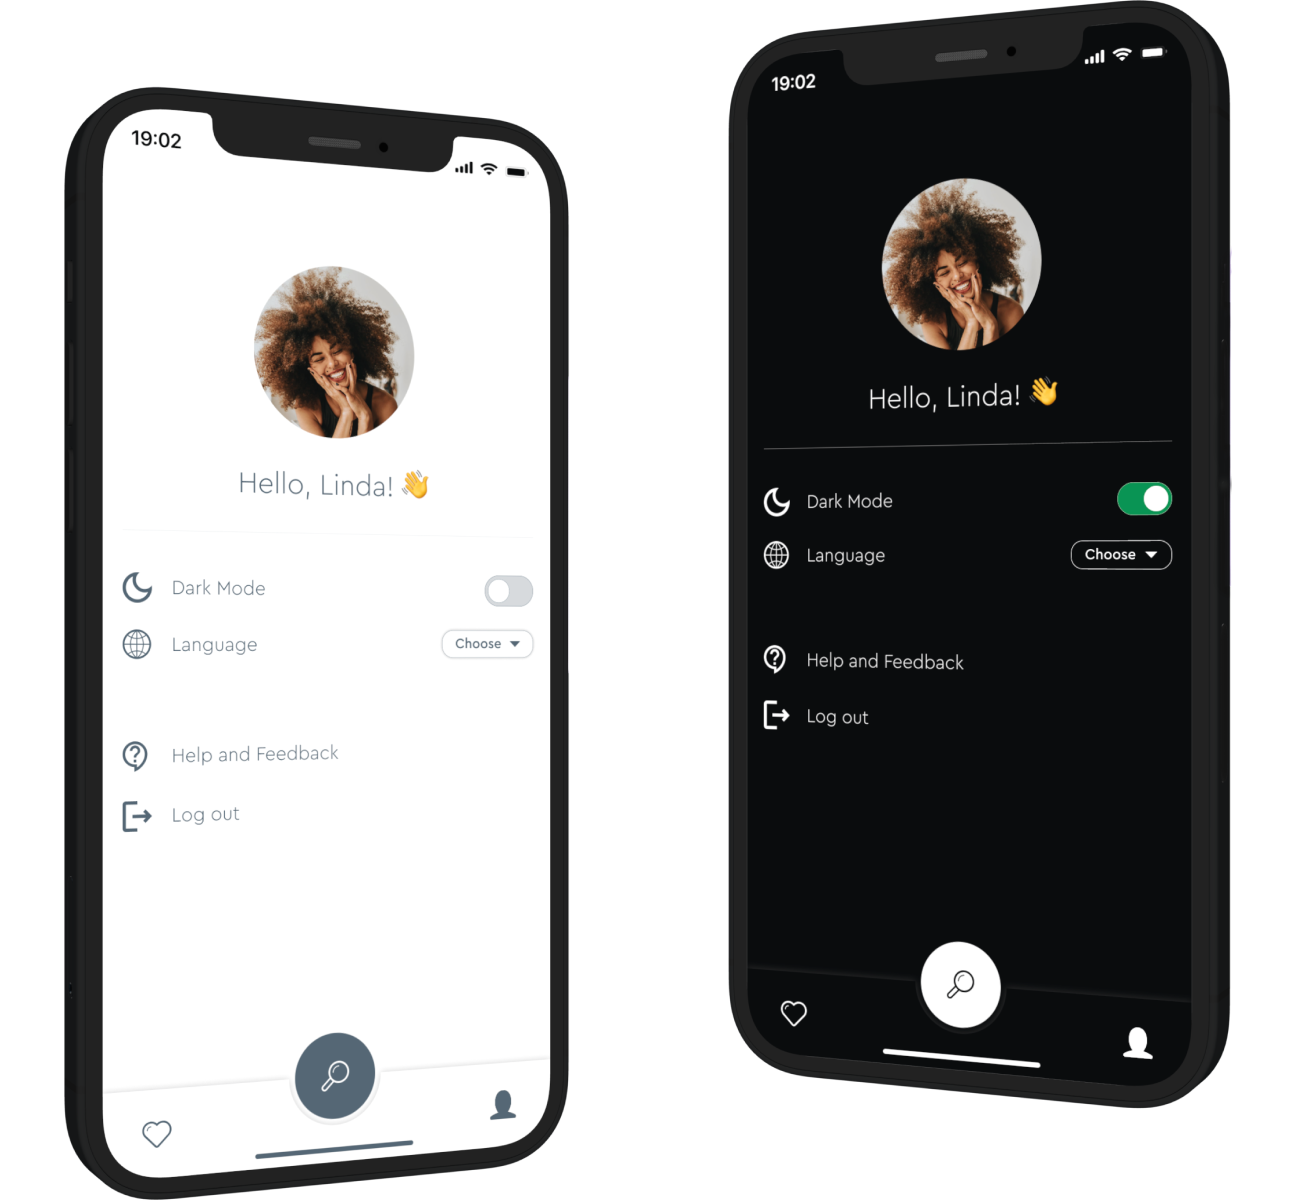 19:02
Hello, Linda! 👋
Dark Mode
Language
Choose
Help and Feedback
Log out
19:02
Hello, Linda! 👋
Dark Mode
Language
Choose
Help and Feedback
Log out